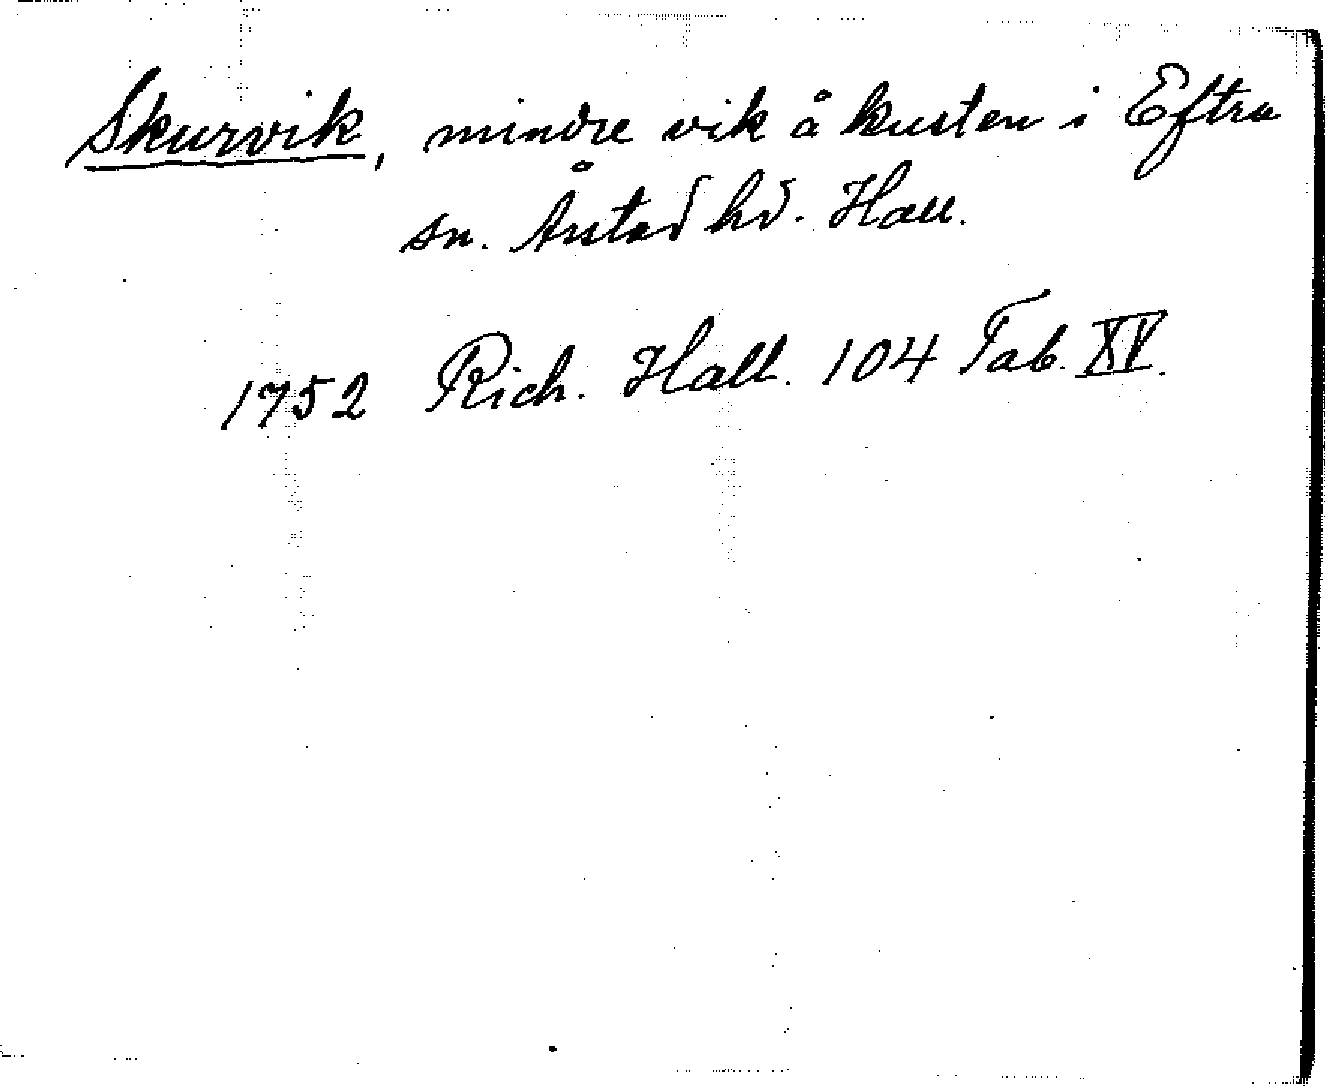 Skurvik, mindre vik å kusten i Eftra
sn. Årstad hd. Hall.
1752 Rich. Hall. 104 Tab. XV.